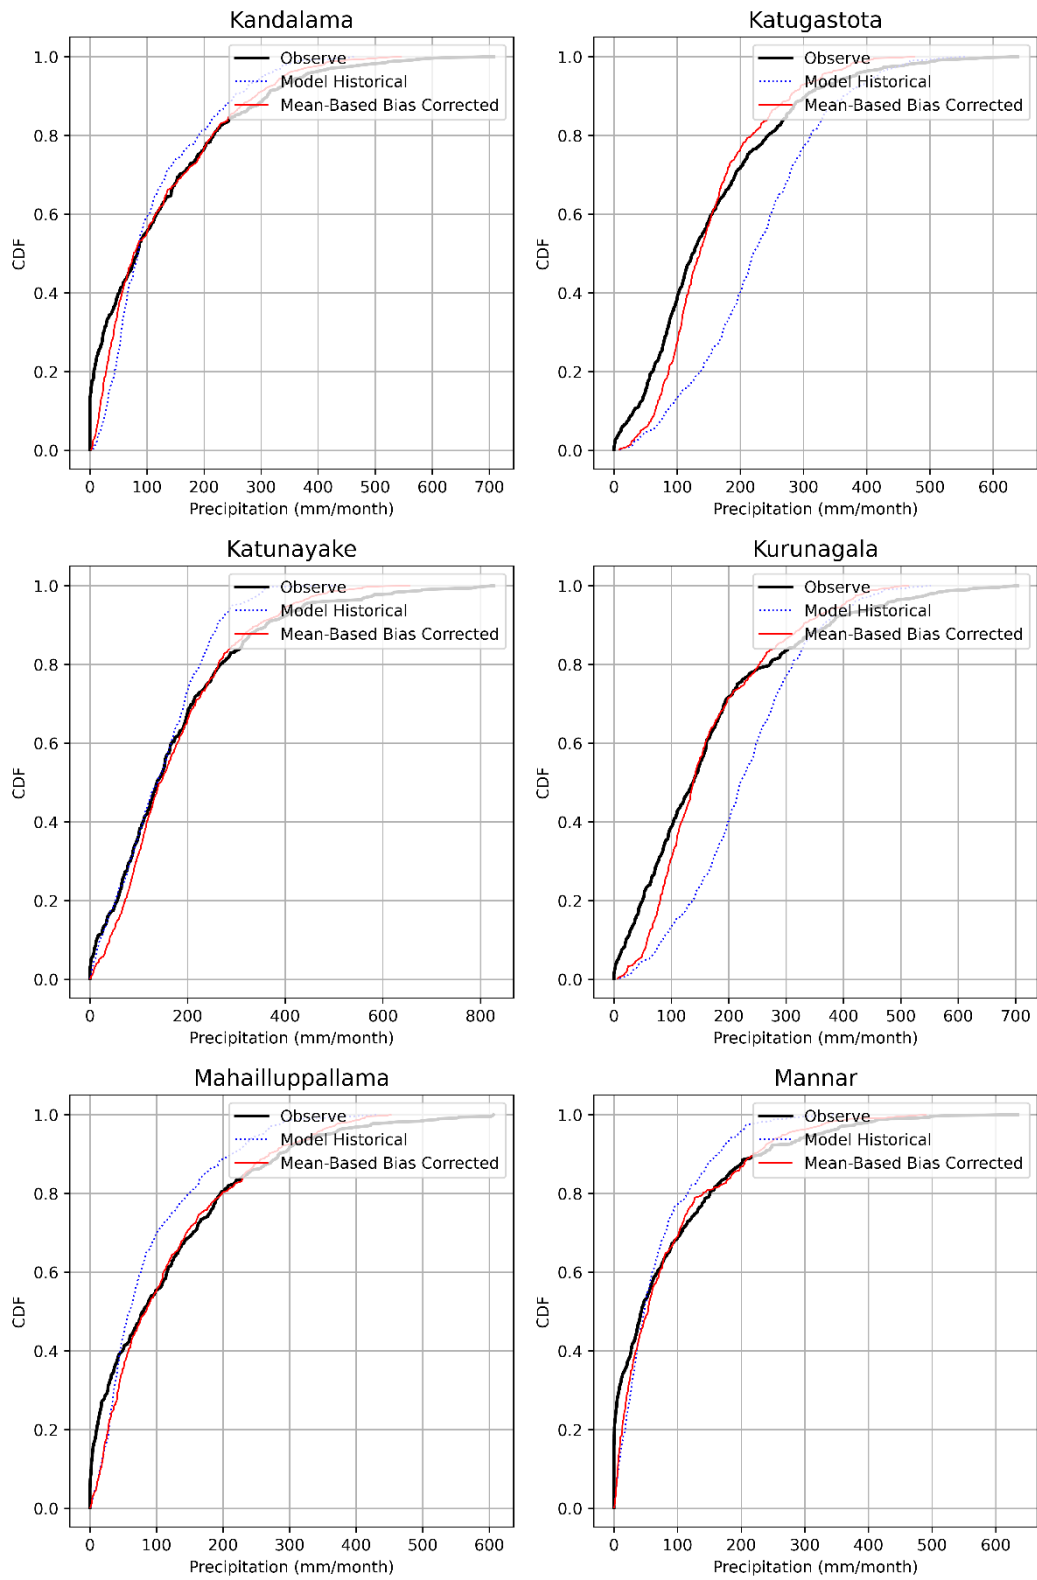 Kandalama
Observe
Model Historical
Mean-Based Bias Corrected
CDF
1.0
0.8
0.6
0.4
0.2
0.0
0 100 200 300 400 500 600 700
Precipitation (mm/month)
Katugastota
Observe
Model Historical
Mean-Based Bias Corrected
CDF
1.0
0.8
0.6
0.4
0.2
0.0
0 100 200 300 400 500 600
Precipitation (mm/month)
Katunayake
Observe
Model Historical
Mean-Based Bias Corrected
CDF
1.0
0.8
0.6
0.4
0.2
0.0
0 200 400 600 800
Precipitation (mm/month)
Kurunagala
Observe
Model Historical
Mean-Based Bias Corrected
CDF
1.0
0.8
0.6
0.4
0.2
0.0
0 100 200 300 400 500 600 700
Precipitation (mm/month)
Mahailluppallama
Observe
Model Historical
Mean-Based Bias Corrected
CDF
1.0
0.8
0.6
0.4
0.2
0.0
0 100 200 300 400 500 600
Precipitation (mm/month)
Mannar
Observe
Model Historical
Mean-Based Bias Corrected
CDF
1.0
0.8
0.6
0.4
0.2
0.0
0 100 200 300 400 500 600
Precipitation (mm/month)